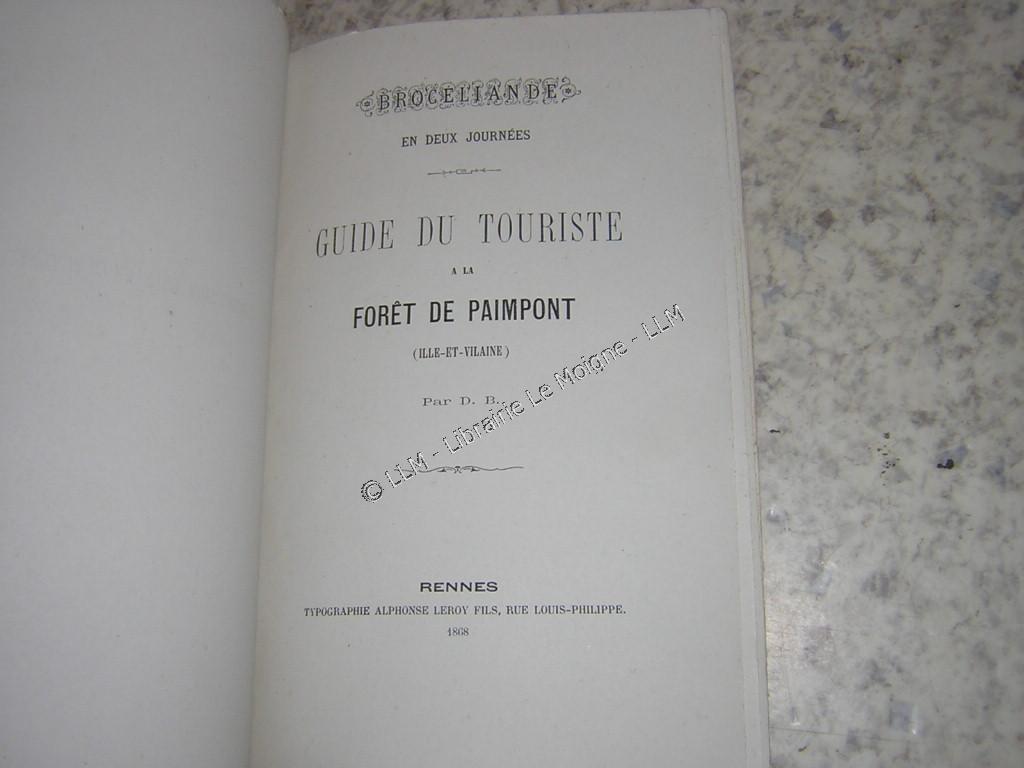 BROCÉLIANDE
EN DEUX JOURNÉES
GUIDE DU TOURISTE
A LA
FORÊT DE PAIMPONT
(ILLE-ET-VILAINE)
Par D. B..
© LLM - Librairie Le Moigne - LLM
RENNES
TYPOGRAPHIE ALPHONSE LEROY FILS, RUE LOUIS-PHILIPPE.
1868